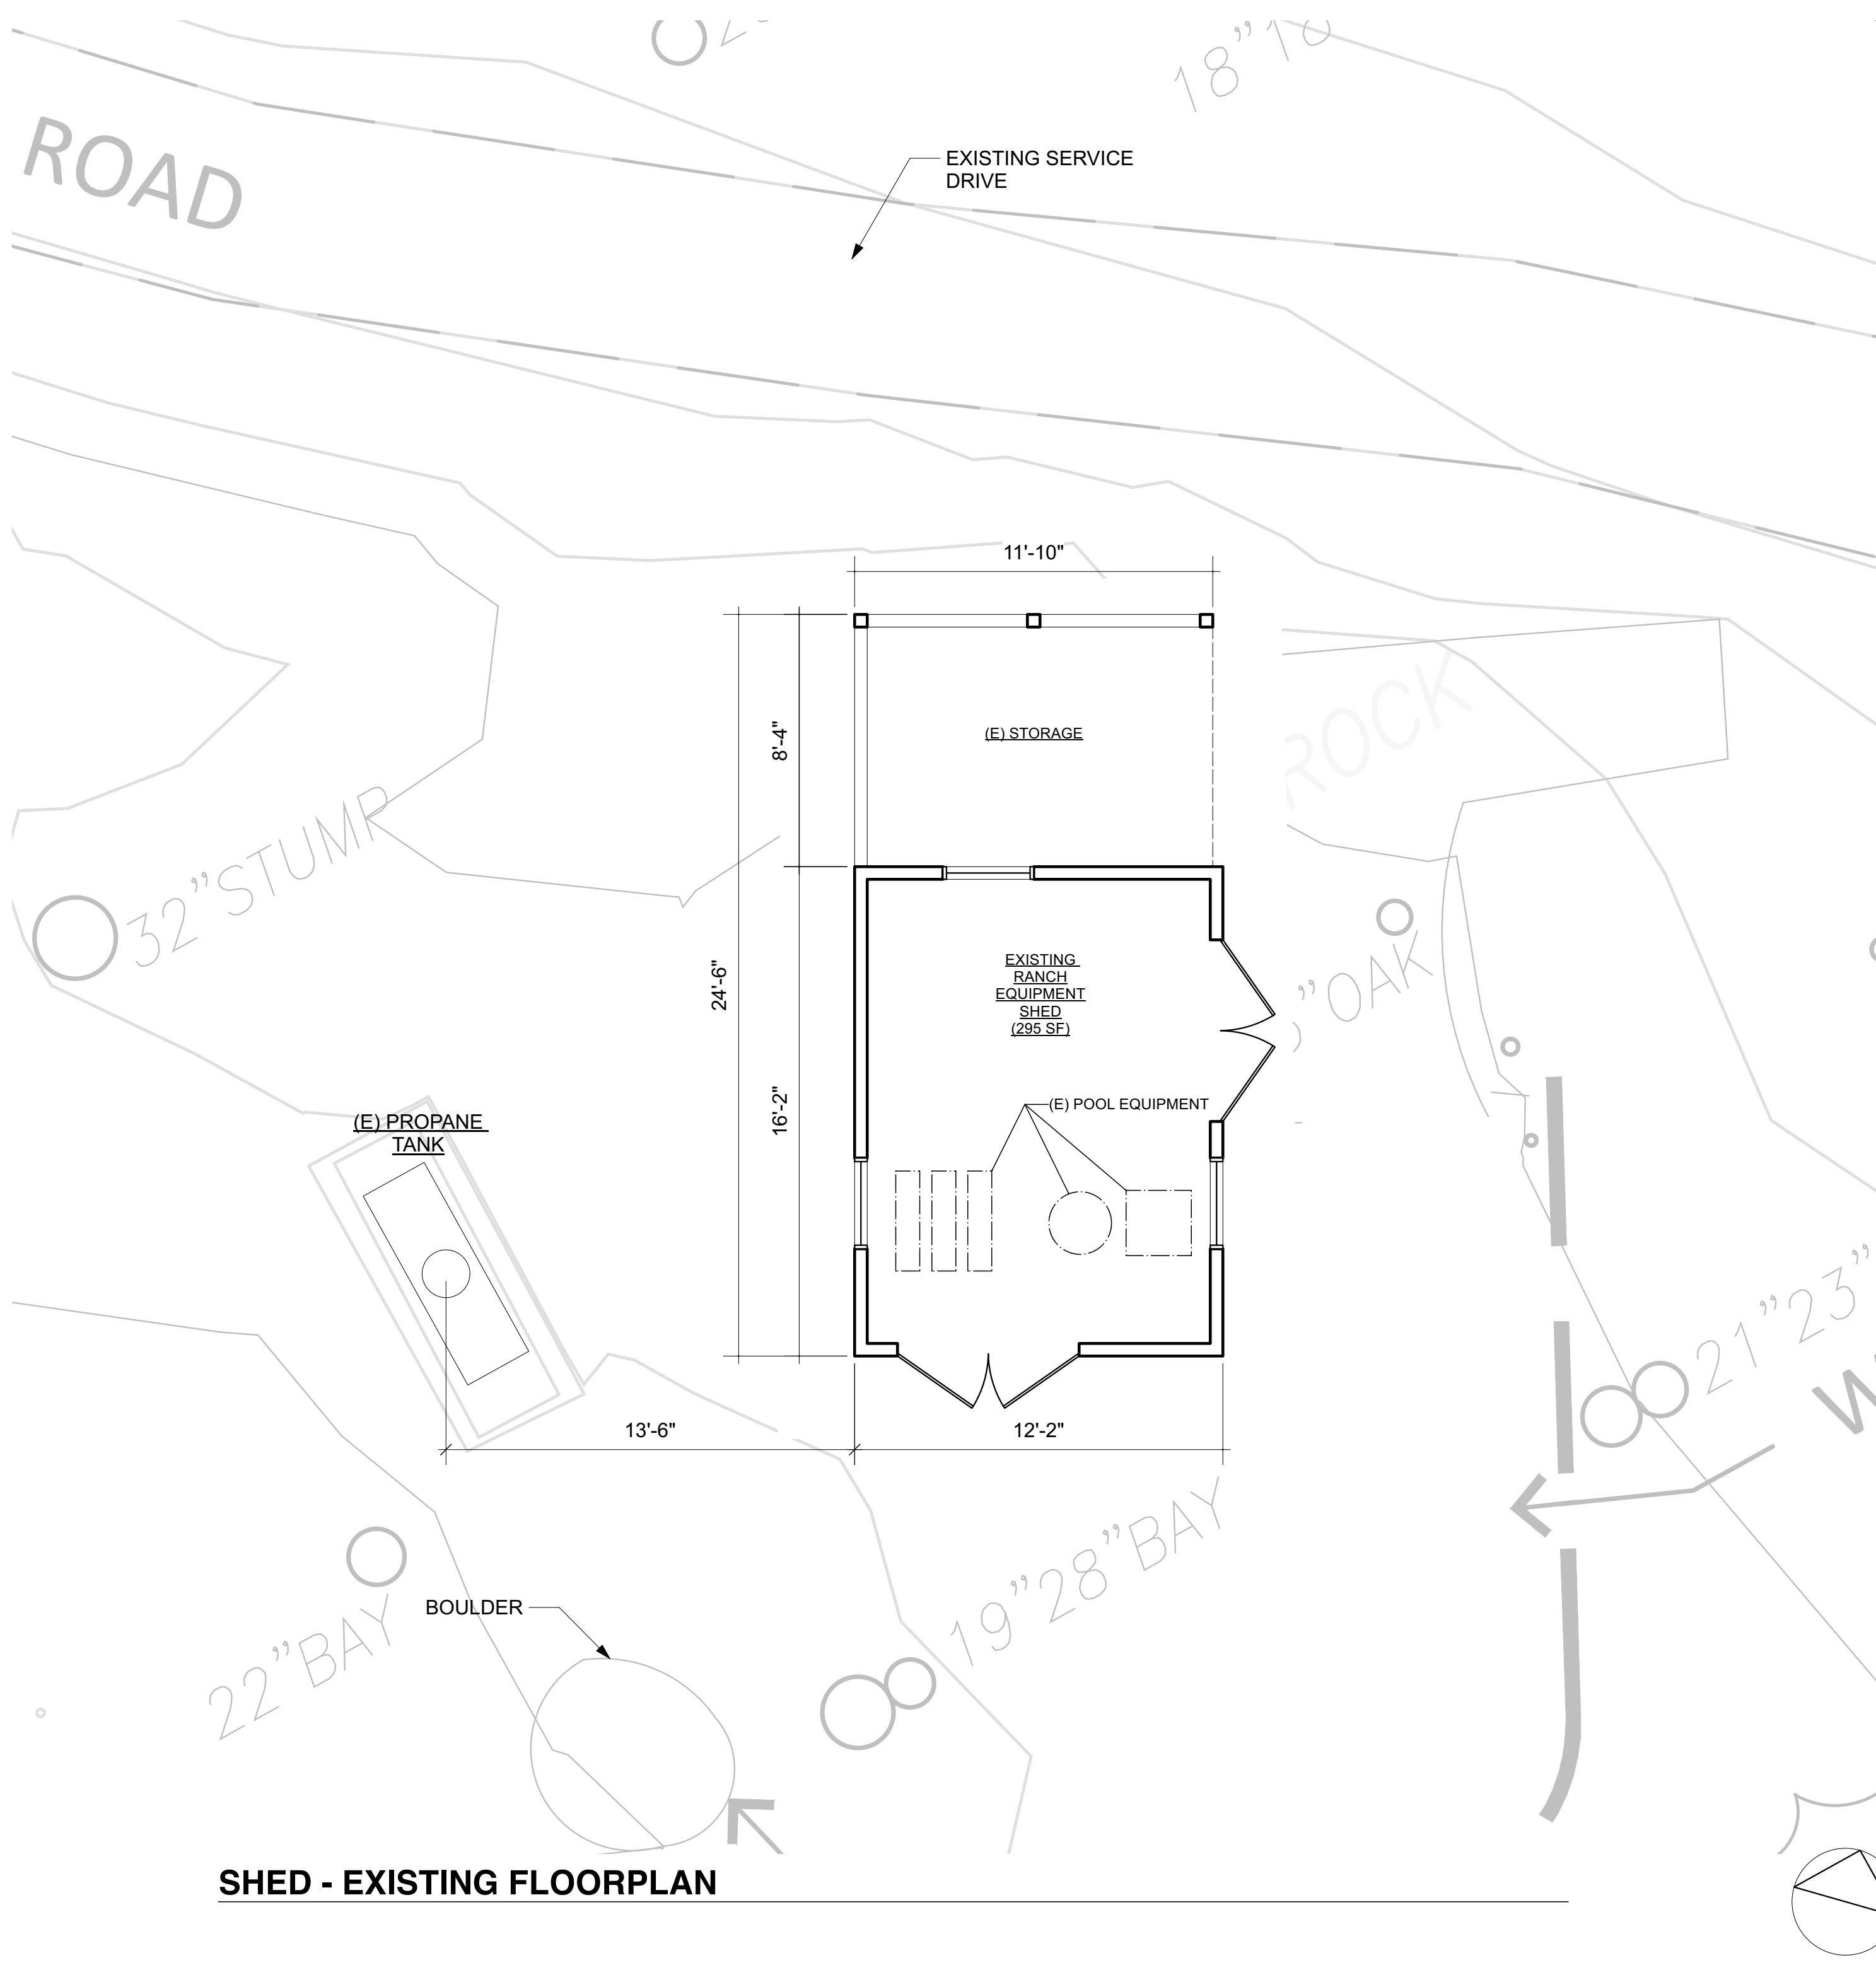 ROAD
EXISTING SERVICE
DRIVE
11'-10"
(E) STORAGE
8'-4"
ROCK
32”STUMP
24'-6"
EXISTING
RANCH
EQUIPMENT
SHED
(295 SF)
”OAK
16'-2"
(E) POOL EQUIPMENT
(E) PROPANE
TANK
21”23”
13'-6"
12'-2"
19”28”BAY
BOULDER
22”BAY
SHED - EXISTING FLOORPLAN